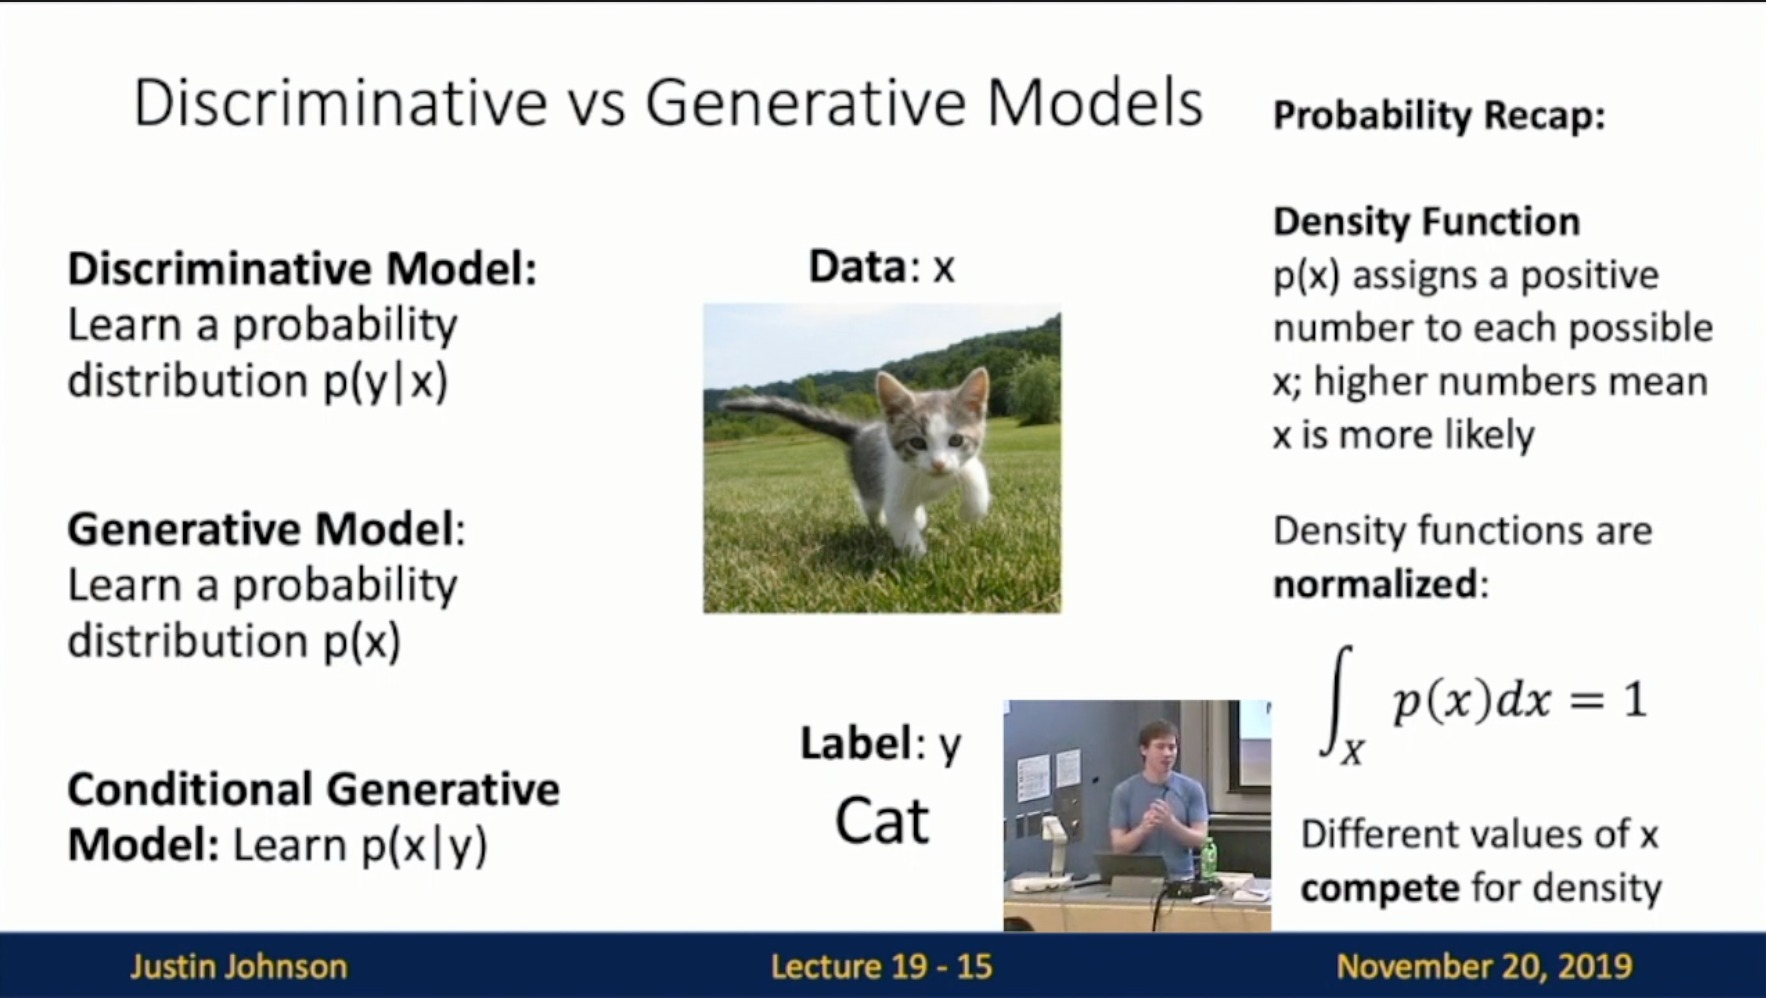 Discriminative vs Generative Models
Discriminative Model:
Learn a probability
distribution p(y|x)
Generative Model:
Learn a probability
distribution p(x)
Conditional Generative
Model: Learn p(x|y)
Data: x
Label: y
Cat
Probability Recap:
Density Function
p(x) assigns a positive
number to each possible
x; higher numbers mean
x is more likely
Density functions are
normalized:
∫_X p(x)dx = 1
Different values of x
compete for density
Justin Johnson
Lecture 19 - 15
November 20, 2019